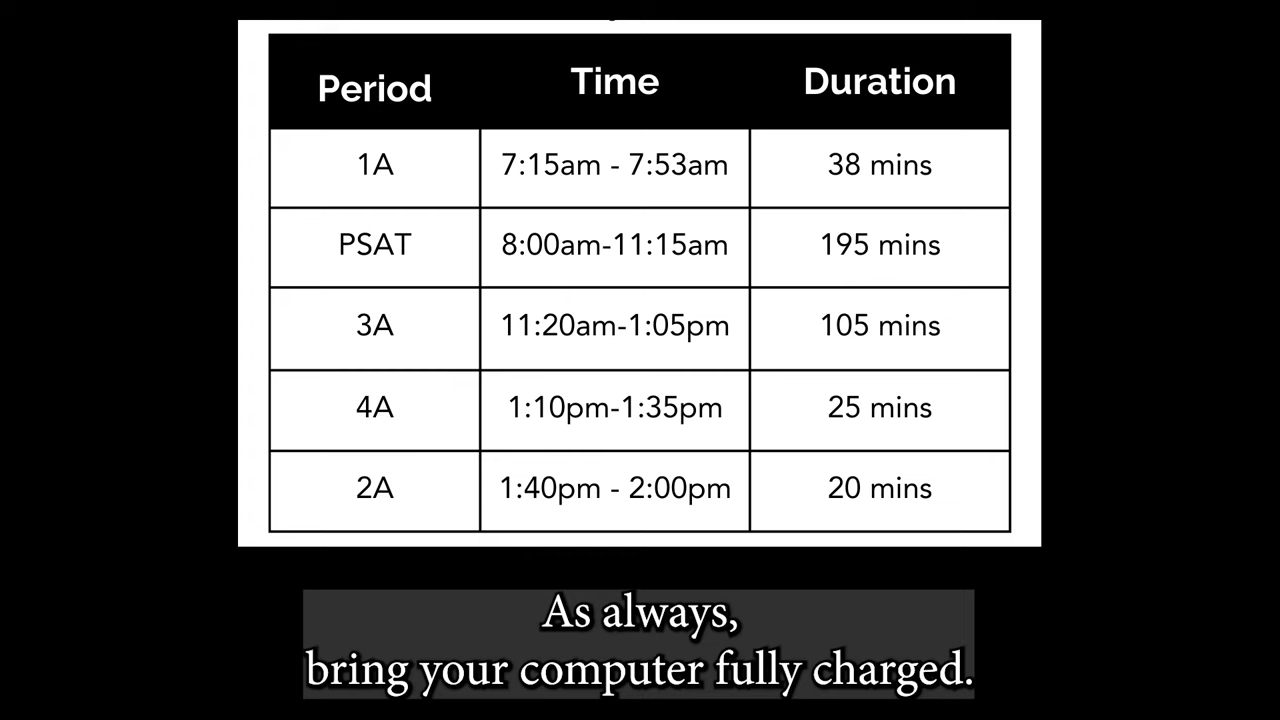 Period Time Duration
1A 7:15am - 7:53am 38 mins
PSAT 8:00am-11:15am 195 mins
3A 11:20am-1:05pm 105 mins
4A 1:10pm-1:35pm 25 mins
2A 1:40pm - 2:00pm 20 mins
As always,
bring your computer fully charged.